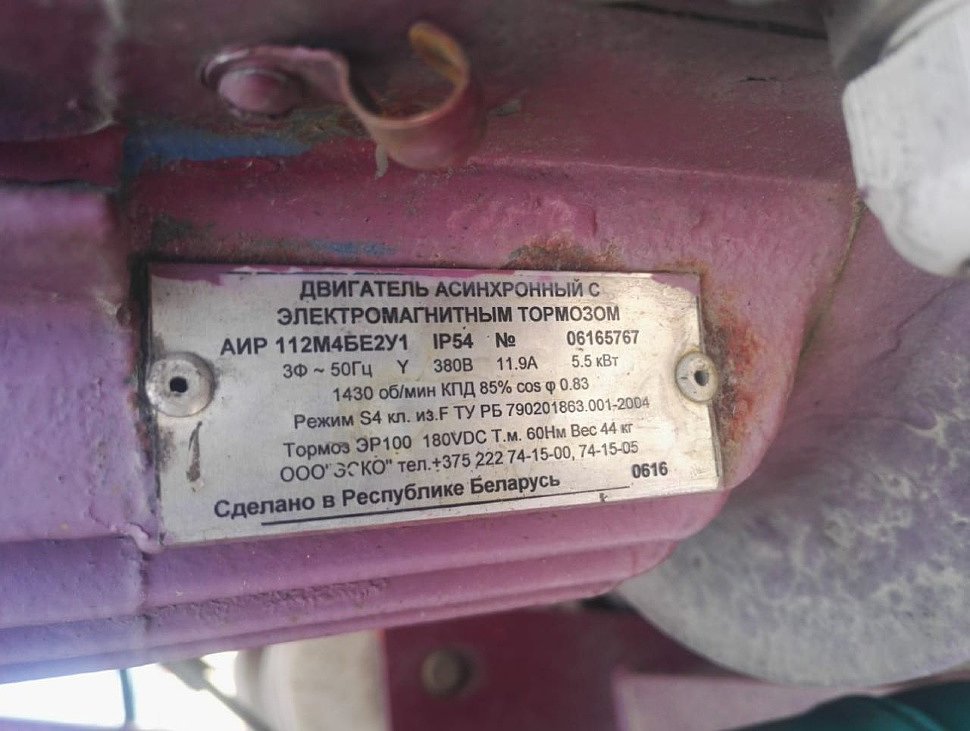 ДВИГАТЕЛЬ АСИНХРОННЫЙ С
ЭЛЕКТРОМАГНИТНЫМ ТОРМОЗОМ
АИР 112М4БЕ2У1 IP54 № 06165767
3Ф ~ 50Гц Y 380В 11.9А 5.5 кВт
1430 об/мин КПД 85% cos φ 0.83
Режим S4 кл. из.F ТУ РБ 790201863.001-2004
Тормоз ЭР100 180VDC Т.м. 60Нм Вес 44 кг
ООО" тел.+375 222 74-15-00, 74-15-05
Сделано в Республике Беларусь 0616